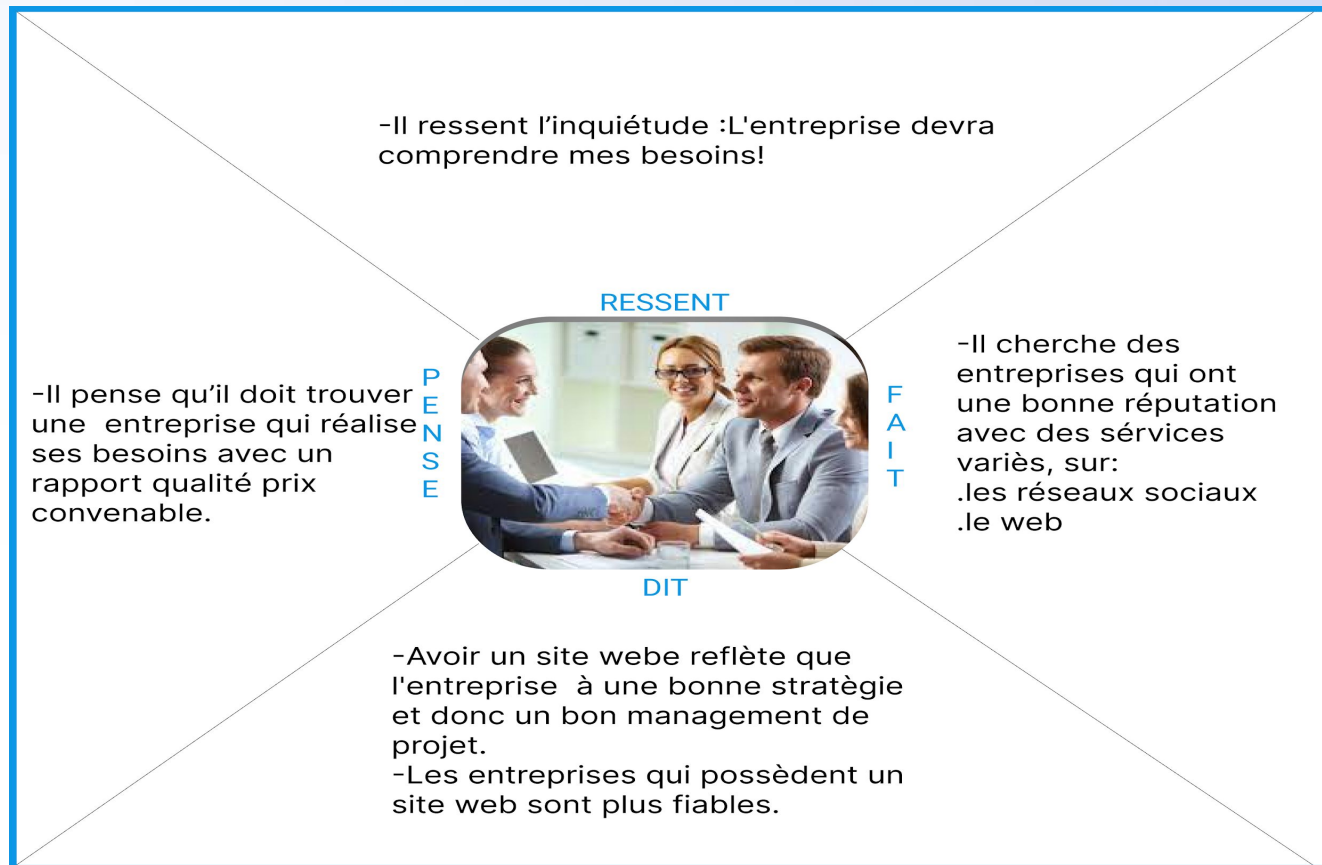 -Il ressent l’inquiétude :L'entreprise devra
comprendre mes besoins!
RESSENT
-Il pense qu’il doit trouver
une  entreprise qui réalise
ses besoins avec un
rapport qualité prix
convenable.
PENSE
FAIT
-Il cherche des
entreprises qui ont
une bonne réputation
avec des sérvices
variès, sur:
.les réseaux sociaux
.le web
DIT
-Avoir un site webe reflète que
l'entreprise  à une bonne stratègie
et donc un bon management de
projet.
-Les entreprises qui possèdent un
site web sont plus fiables.